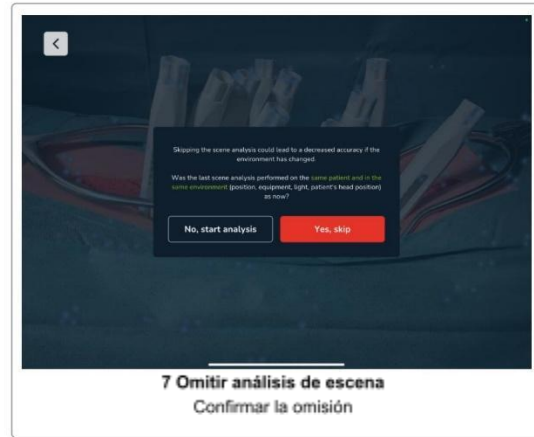 Skipping the scene analysis could lead to a decreased accuracy if the
environment has changed.
Was the last scene analysis performed on the same patient and in the
same environment (position, equipment, light, patient's head position)
as now?
No, start analysis
Yes, skip
7 Omitir análisis de escena
Confirmar la omisión